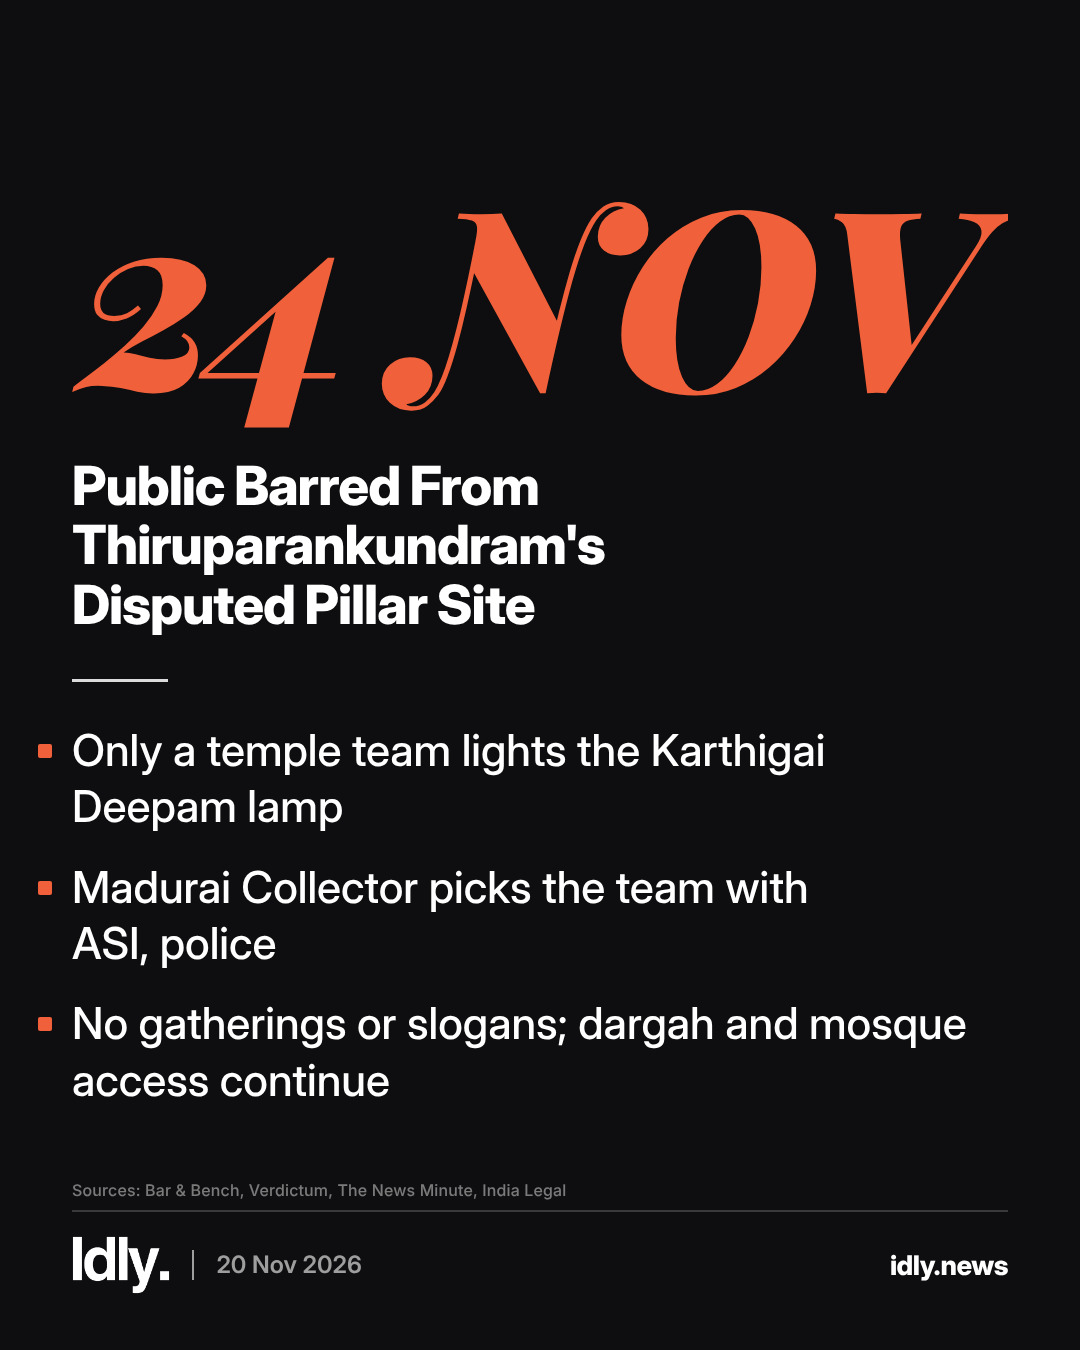 24 NOV
Public Barred From
Thiruparankundram's
Disputed Pillar Site
Only a temple team lights the Karthigai
Deepam lamp
Madurai Collector picks the team with
ASI, police
No gatherings or slogans; dargah and mosque
access continue
Sources: Bar & Bench, Verdictum, The News Minute, India Legal
Idly. | 20 Nov 2026
idly.news